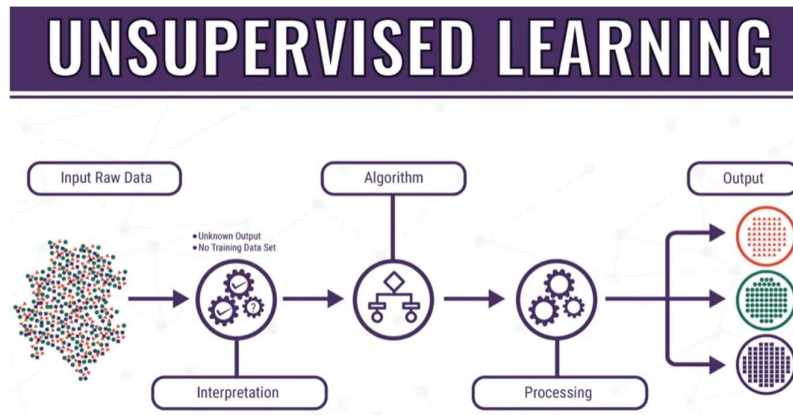 UNSUPERVISED LEARNING
Input Raw Data
Algorithm
Output
• Unknown Output
• No Training Data Set
?
Interpretation
Processing